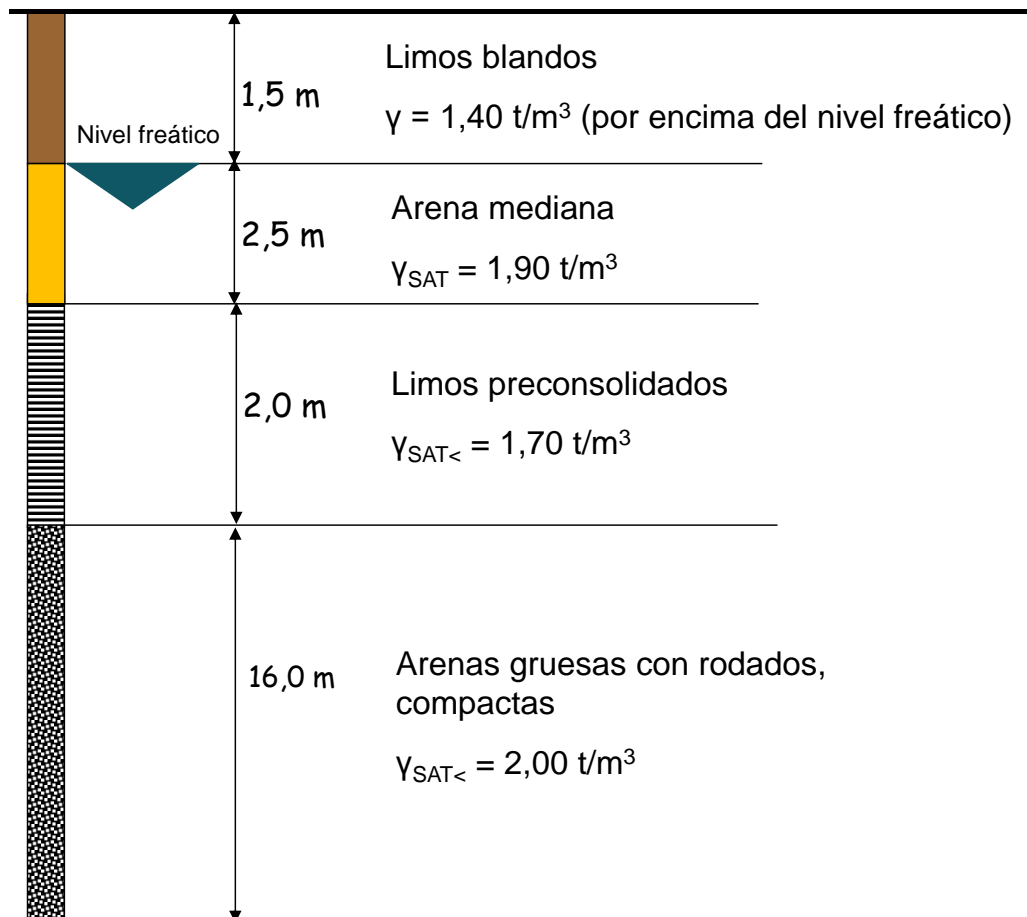 Limos blandos
1,5 m
γ = 1,40 t/m³ (por encima del nivel freático)
Nivel freático
Arena mediana
2,5 m
γSAT = 1,90 t/m³
Limos preconsolidados
2,0 m
γSAT< = 1,70 t/m³
16,0 m
Arenas gruesas con rodados,
compactas
γSAT< = 2,00 t/m³